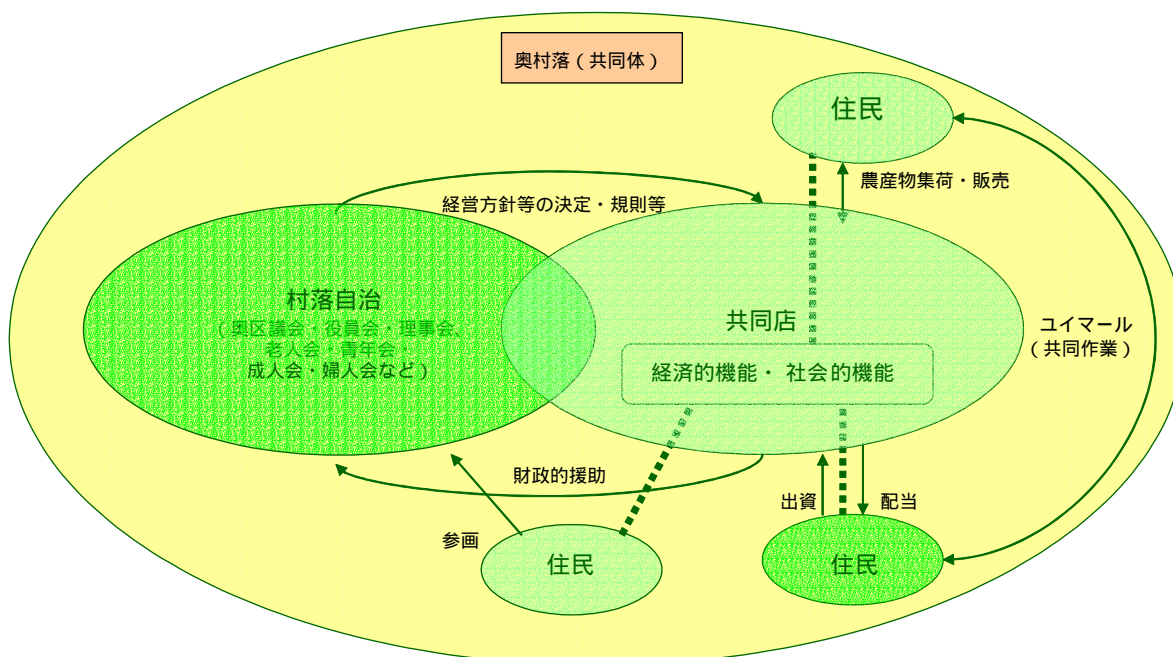 奥村落（共同体）
住民
農産物集荷・販売
経営方針等の決定・規則等
村落自治
（奥区議会・役員会・理事会、
老人会・青年会・
成人会・婦人会など）
共同店
経済的機能・ 社会的機能
ユイマール
（共同作業）
財政的援助
出資
配当
参画
住民
住民